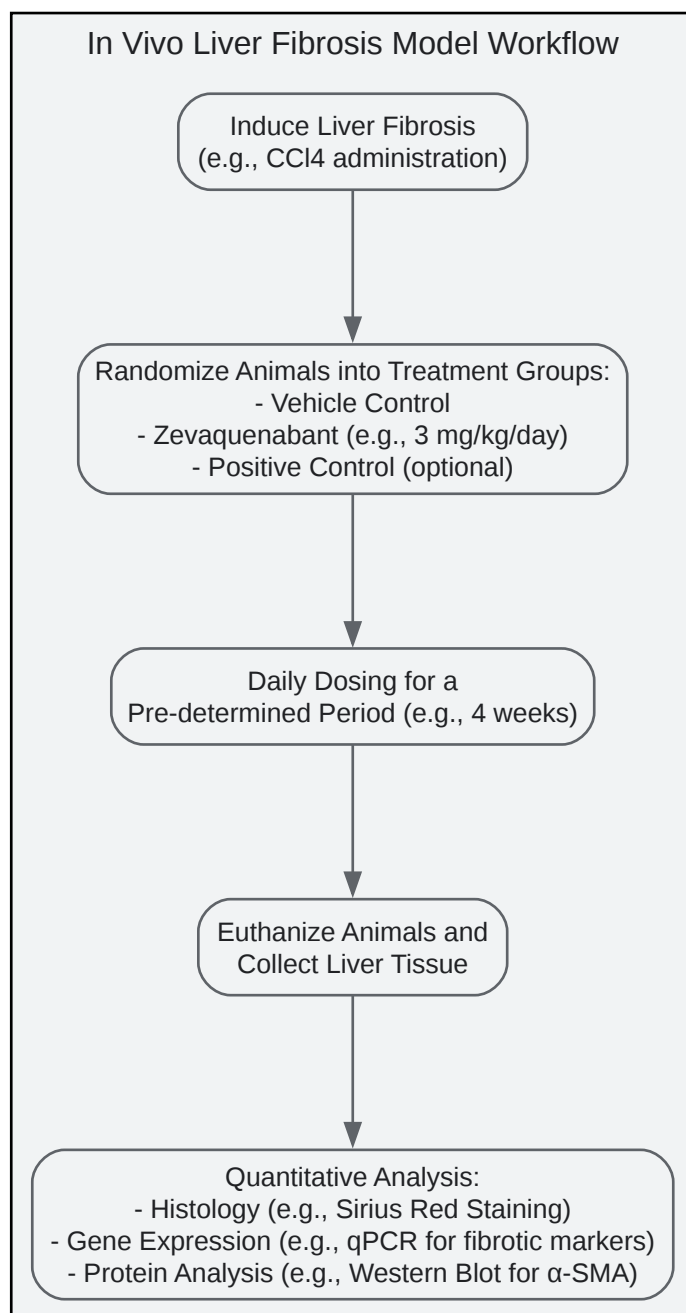 In Vivo Liver Fibrosis Model Workflow
Induce Liver Fibrosis
(e.g., CCl4 administration)
Randomize Animals into Treatment Groups:
- Vehicle Control
- Zevaquenabant (e.g., 3 mg/kg/day)
- Positive Control (optional)
Daily Dosing for a
Pre-determined Period (e.g., 4 weeks)
Euthanize Animals and
Collect Liver Tissue
Quantitative Analysis:
- Histology (e.g., Sirius Red Staining)
- Gene Expression (e.g., qPCR for fibrotic markers)
- Protein Analysis (e.g., Western Blot for α-SMA)